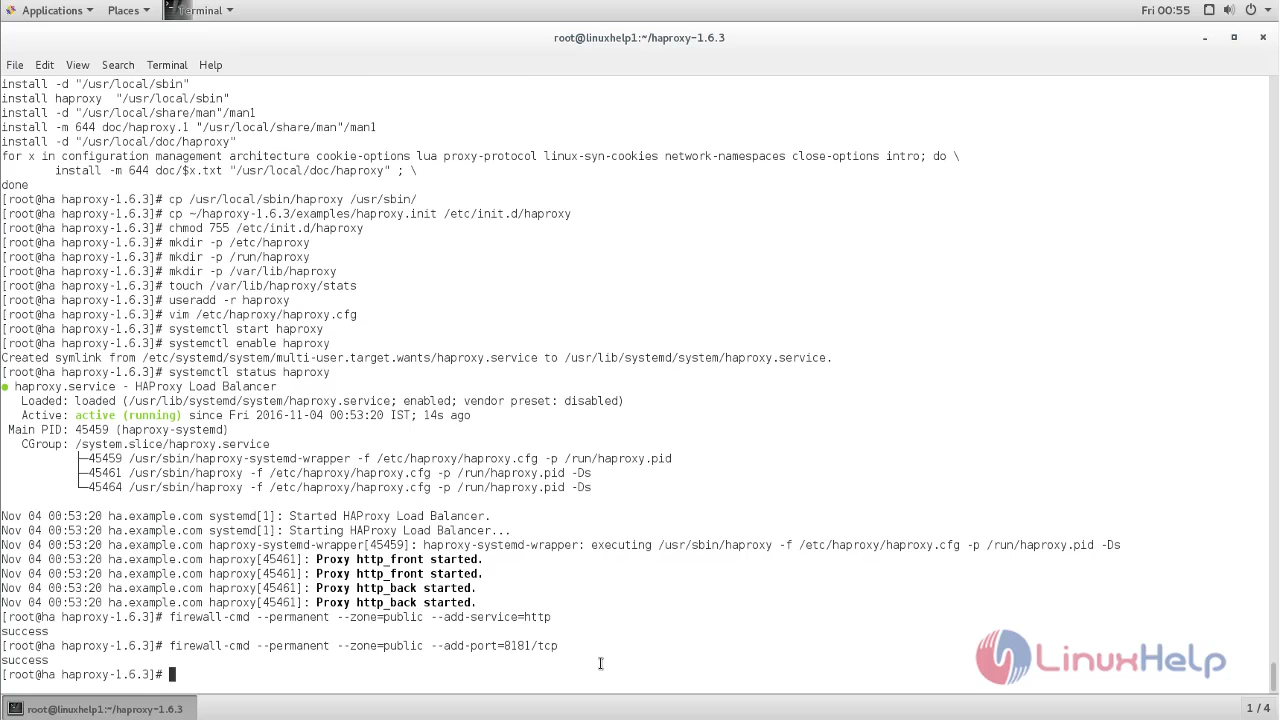 Applications Places Terminal Fri 00:55
root@linuxhelp1:~/haproxy-1.6.3
File Edit View Search Terminal Help
install -d "/usr/local/sbin"
install haproxy  "/usr/local/sbin"
install -d "/usr/local/share/man"/man1
install -m 644 doc/haproxy.1 "/usr/local/share/man"/man1
install -d "/usr/local/doc/haproxy"
for x in configuration management architecture cookie-options lua proxy-protocol linux-syn-cookies network-namespaces close-options intro; do \
        install -m 644 doc/$x.txt "/usr/local/doc/haproxy" ; \
done
[root@ha haproxy-1.6.3]# cp /usr/local/sbin/haproxy /usr/sbin/
[root@ha haproxy-1.6.3]# cp ~/haproxy-1.6.3/examples/haproxy.init /etc/init.d/haproxy
[root@ha haproxy-1.6.3]# chmod 755 /etc/init.d/haproxy
[root@ha haproxy-1.6.3]# mkdir -p /etc/haproxy
[root@ha haproxy-1.6.3]# mkdir -p /run/haproxy
[root@ha haproxy-1.6.3]# mkdir -p /var/lib/haproxy
[root@ha haproxy-1.6.3]# touch /var/lib/haproxy/stats
[root@ha haproxy-1.6.3]# useradd -r haproxy
[root@ha haproxy-1.6.3]# vim /etc/haproxy/haproxy.cfg
[root@ha haproxy-1.6.3]# systemctl start haproxy
[root@ha haproxy-1.6.3]# systemctl enable haproxy
Created symlink from /etc/systemd/system/multi-user.target.wants/haproxy.service to /usr/lib/systemd/system/haproxy.service.
[root@ha haproxy-1.6.3]# systemctl status haproxy
● haproxy.service - HAProxy Load Balancer
   Loaded: loaded (/usr/lib/systemd/system/haproxy.service; enabled; vendor preset: disabled)
   Active: active (running) since Fri 2016-11-04 00:53:20 IST; 14s ago
 Main PID: 45459 (haproxy-systemd)
   CGroup: /system.slice/haproxy.service
           ├─45459 /usr/sbin/haproxy-systemd-wrapper -f /etc/haproxy/haproxy.cfg -p /run/haproxy.pid
           ├─45461 /usr/sbin/haproxy -f /etc/haproxy/haproxy.cfg -p /run/haproxy.pid -Ds
           └─45464 /usr/sbin/haproxy -f /etc/haproxy/haproxy.cfg -p /run/haproxy.pid -Ds
Nov 04 00:53:20 ha.example.com systemd[1]: Started HAProxy Load Balancer.
Nov 04 00:53:20 ha.example.com systemd[1]: Starting HAProxy Load Balancer...
Nov 04 00:53:20 ha.example.com haproxy-systemd-wrapper[45459]: haproxy-systemd-wrapper: executing /usr/sbin/haproxy -f /etc/haproxy/haproxy.cfg -p /run/haproxy.pid -Ds
Nov 04 00:53:20 ha.example.com haproxy[45461]: Proxy http_front started.
Nov 04 00:53:20 ha.example.com haproxy[45461]: Proxy http_front started.
Nov 04 00:53:20 ha.example.com haproxy[45461]: Proxy http_back started.
Nov 04 00:53:20 ha.example.com haproxy[45461]: Proxy http_back started.
[root@ha haproxy-1.6.3]# firewall-cmd --permanent --zone=public --add-service=http
success
[root@ha haproxy-1.6.3]# firewall-cmd --permanent --zone=public --add-port=8181/tcp
success
[root@ha haproxy-1.6.3]#
LinuxHelp
root@linuxhelp1:~/haproxy-1.6.3 1 / 4